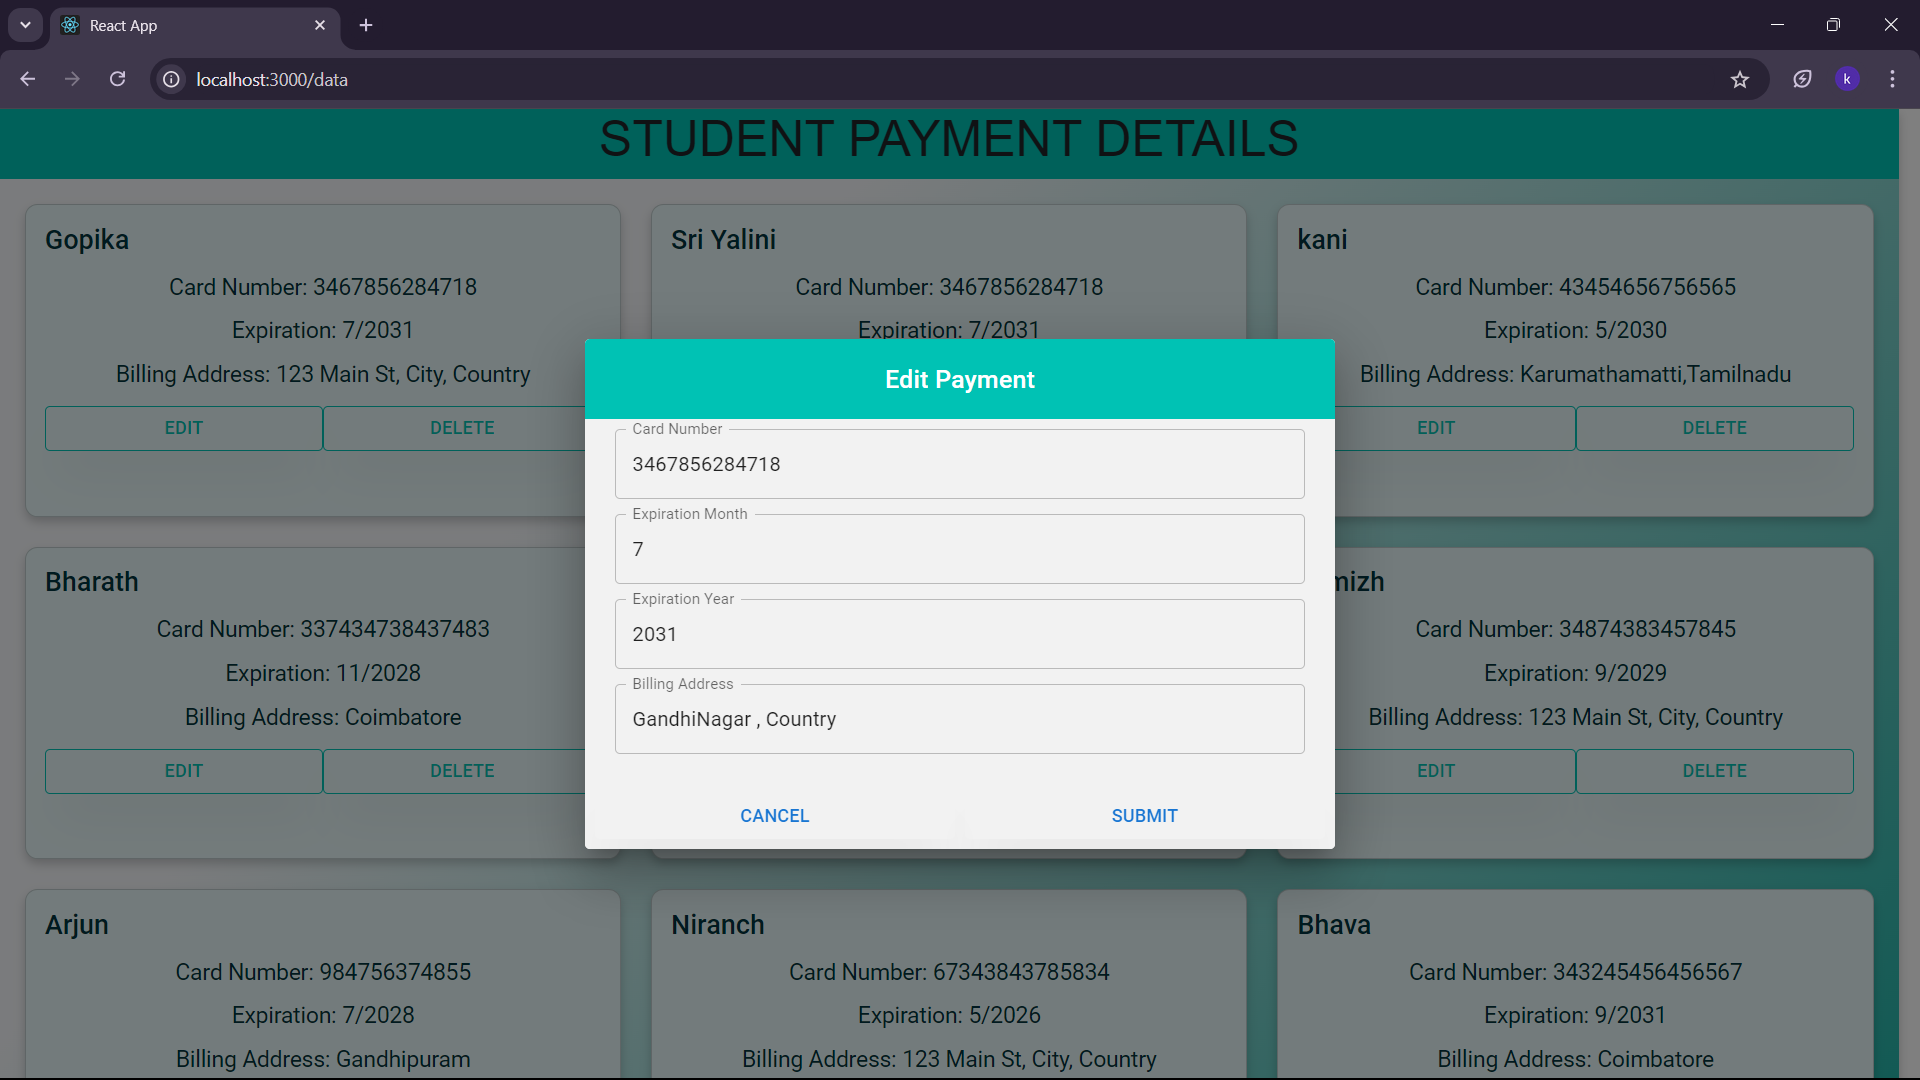 React App
localhost:3000/data
k
STUDENT PAYMENT DETAILS
Gopika
Card Number: 3467856284718
Expiration: 7/2031
Billing Address: 123 Main St, City, Country
EDIT
DELETE
Sri Yalini
Card Number: 3467856284718
Expiration: 7/2031
kani
Card Number: 43454656756565
Expiration: 5/2030
Billing Address: Karumathamatti,Tamilnadu
EDIT
DELETE
Edit Payment
Card Number
3467856284718
Expiration Month
7
Expiration Year
2031
Billing Address
GandhiNagar , Country
CANCEL
SUBMIT
Bharath
Card Number: 337434738437483
Expiration: 11/2028
Billing Address: Coimbatore
EDIT
DELETE
mizh
Card Number: 34874383457845
Expiration: 9/2029
Billing Address: 123 Main St, City, Country
EDIT
DELETE
Arjun
Card Number: 984756374855
Expiration: 7/2028
Billing Address: Gandhipuram
Niranch
Card Number: 67343843785834
Expiration: 5/2026
Billing Address: 123 Main St, City, Country
Bhava
Card Number: 343245456456567
Expiration: 9/2031
Billing Address: Coimbatore